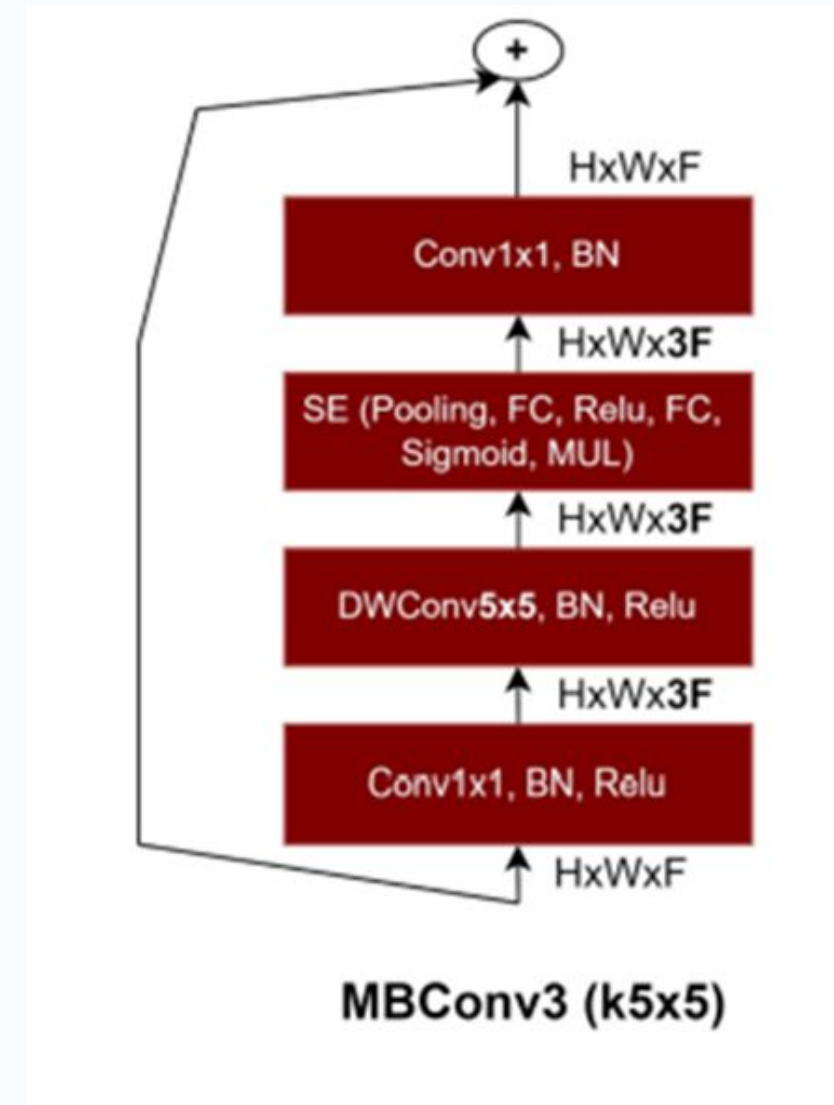 +
HxWxF
Conv1x1, BN
HxWx3F
SE (Pooling, FC, Relu, FC,
Sigmoid, MUL)
HxWx3F
DWConv5x5, BN, Relu
HxWx3F
Conv1x1, BN, Relu
HxWxF
MBConv3 (k5x5)